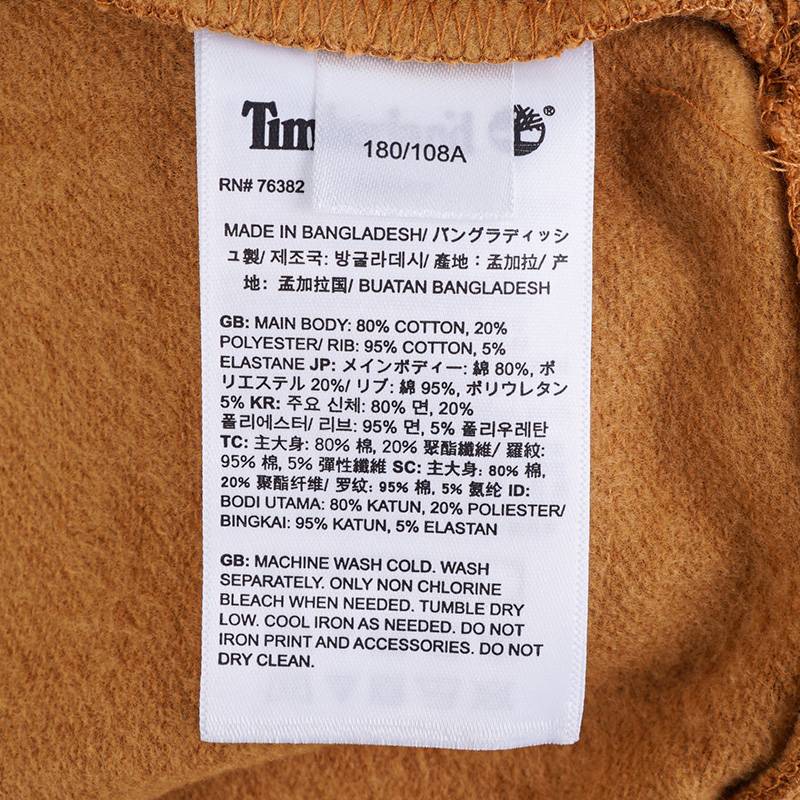 Tim
®
180/108A
RN# 76382
MADE IN BANGLADESH/ バングラディッシ
ュ製/ 제조국: 방글라데시/ 產地：孟加拉/ 产
地：孟加拉国/ BUATAN BANGLADESH
GB: MAIN BODY: 80% COTTON, 20%
POLYESTER/ RIB: 95% COTTON, 5%
ELASTANE JP: メインボディー: 綿 80%, ポ
リエステル 20%/ リブ: 綿 95%, ポリウレタン
5% KR: 주요 신체: 80% 면, 20%
폴리에스터/ 리브: 95% 면, 5% 폴리우레탄
TC: 主大身: 80% 棉, 20% 聚酯纖維/ 羅紋:
95% 棉, 5% 彈性纖維 SC: 主大身: 80% 棉,
20% 聚酯纤维/ 罗纹: 95% 棉, 5% 氨纶 ID:
BODI UTAMA: 80% KATUN, 20% POLIESTER/
BINGKAI: 95% KATUN, 5% ELASTAN
GB: MACHINE WASH COLD. WASH
SEPARATELY. ONLY NON CHLORINE
BLEACH WHEN NEEDED. TUMBLE DRY
LOW. COOL IRON AS NEEDED. DO NOT
IRON PRINT AND ACCESSORIES. DO NOT
DRY CLEAN.